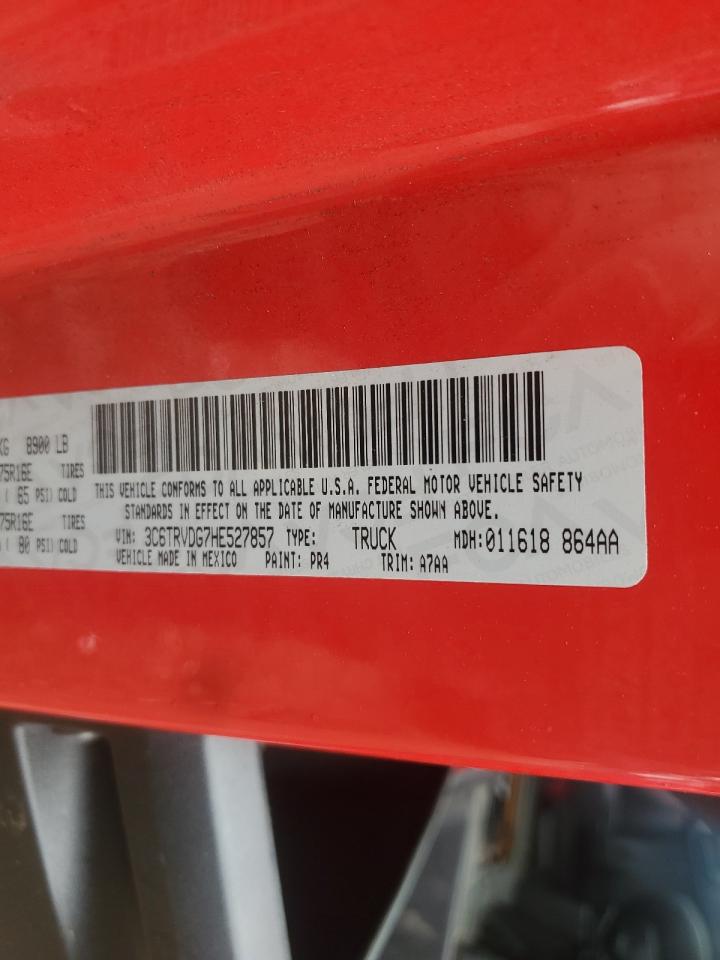 KG 8900 LB
75R16E TIRES
( 65 PSI) COLD
75R16E TIRES
( 80 PSI) COLD
THIS VEHICLE CONFORMS TO ALL APPLICABLE U.S.A. FEDERAL MOTOR VEHICLE SAFETY
STANDARDS IN EFFECT ON THE DATE OF MANUFACTURE SHOWN ABOVE.
VIN: 3C6TRVDG7HE527857 TYPE: TRUCK MDH:011618 864AA
VEHICLE MADE IN MEXICO PAINT: PR4 TRIM: A7AA